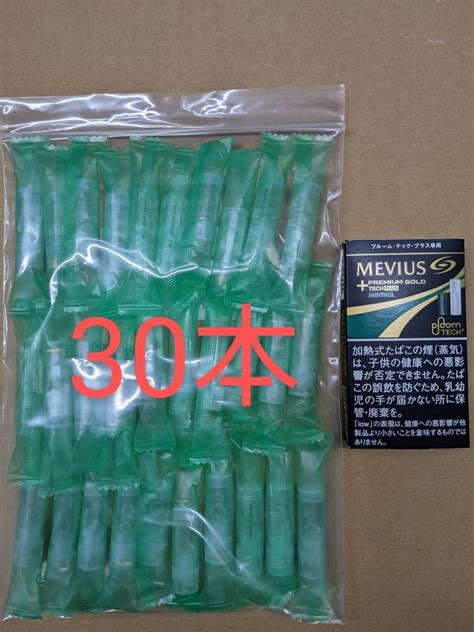 30本
プルーム・テック・プラス専用
MEVIUS
+PREMIUM GOLD
TECH PLUS
MENTHOL
ploom
TECH+
加熱式たばこの煙(蒸気)
は、子供の健康への悪影
響が否定できません。たば
この誤飲を防ぐため、乳幼
児の手が届かない所に保
管・廃棄を。
「low」の表現は、健康への悪影響が他
製品より小さいことを意味するものでは
ありません。